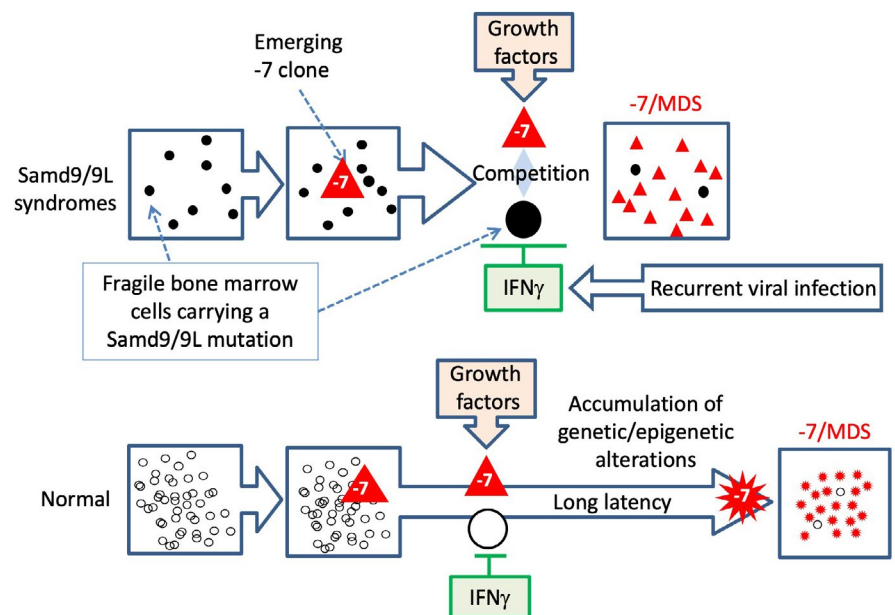 Emerging
-7 clone
Growth
factors
-7/MDS
Samd9/9L
syndromes
-7
-7
Competition
Fragile bone marrow
cells carrying a
Samd9/9L mutation
IFNγ
Recurrent viral infection
Growth
factors
Accumulation of
genetic/epigenetic
alterations
-7/MDS
Normal
-7
-7
Long latency
-7
IFNγ